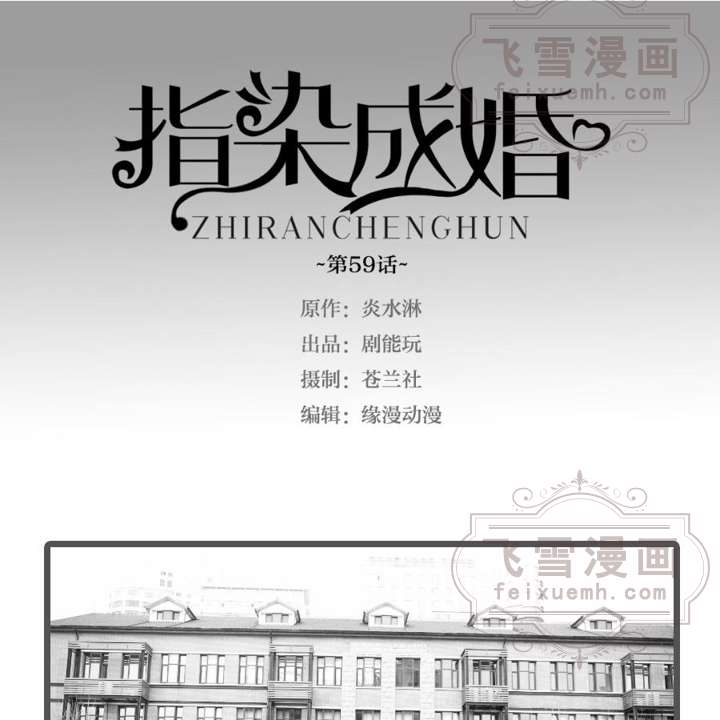 飞雪漫画
feixuemh.com
指染成婚
ZHIRANCHENGHUN
~第59话~
原作：炎水淋
出品：剧能玩
摄制：苍兰社
编辑：缘漫动漫
飞雪漫画
feixuemh.com